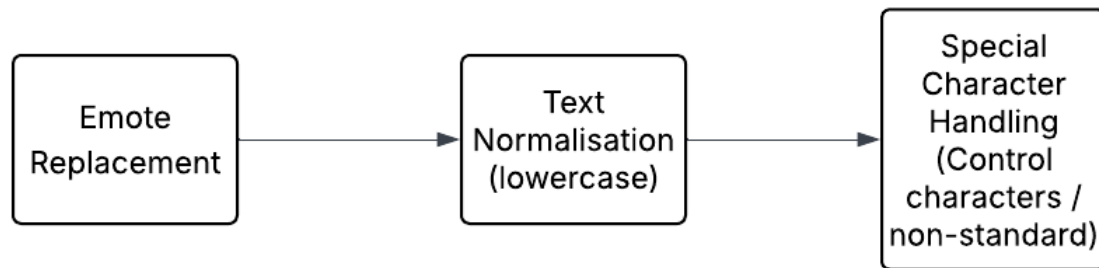 Emote
Replacement
Text
Normalisation
(lowercase)
Special
Character
Handling
(Control
characters /
non-standard)